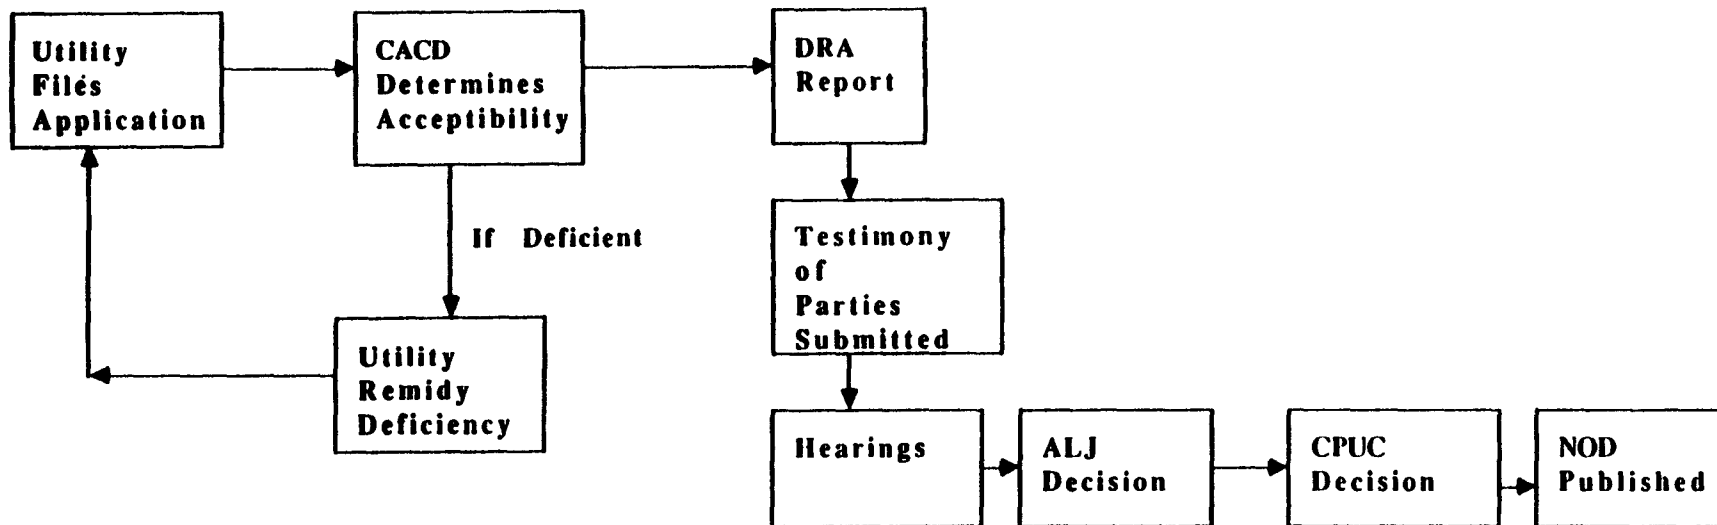 Utility
Filés
Application
CACD
Determines
Acceptibility
DRA
Report
If Deficient
Testimony
of
Parties
Submitted
Utility
Remidy
Deficiency
Hearings
ALJ
Decision
CPUC
Decision
NOD
Published